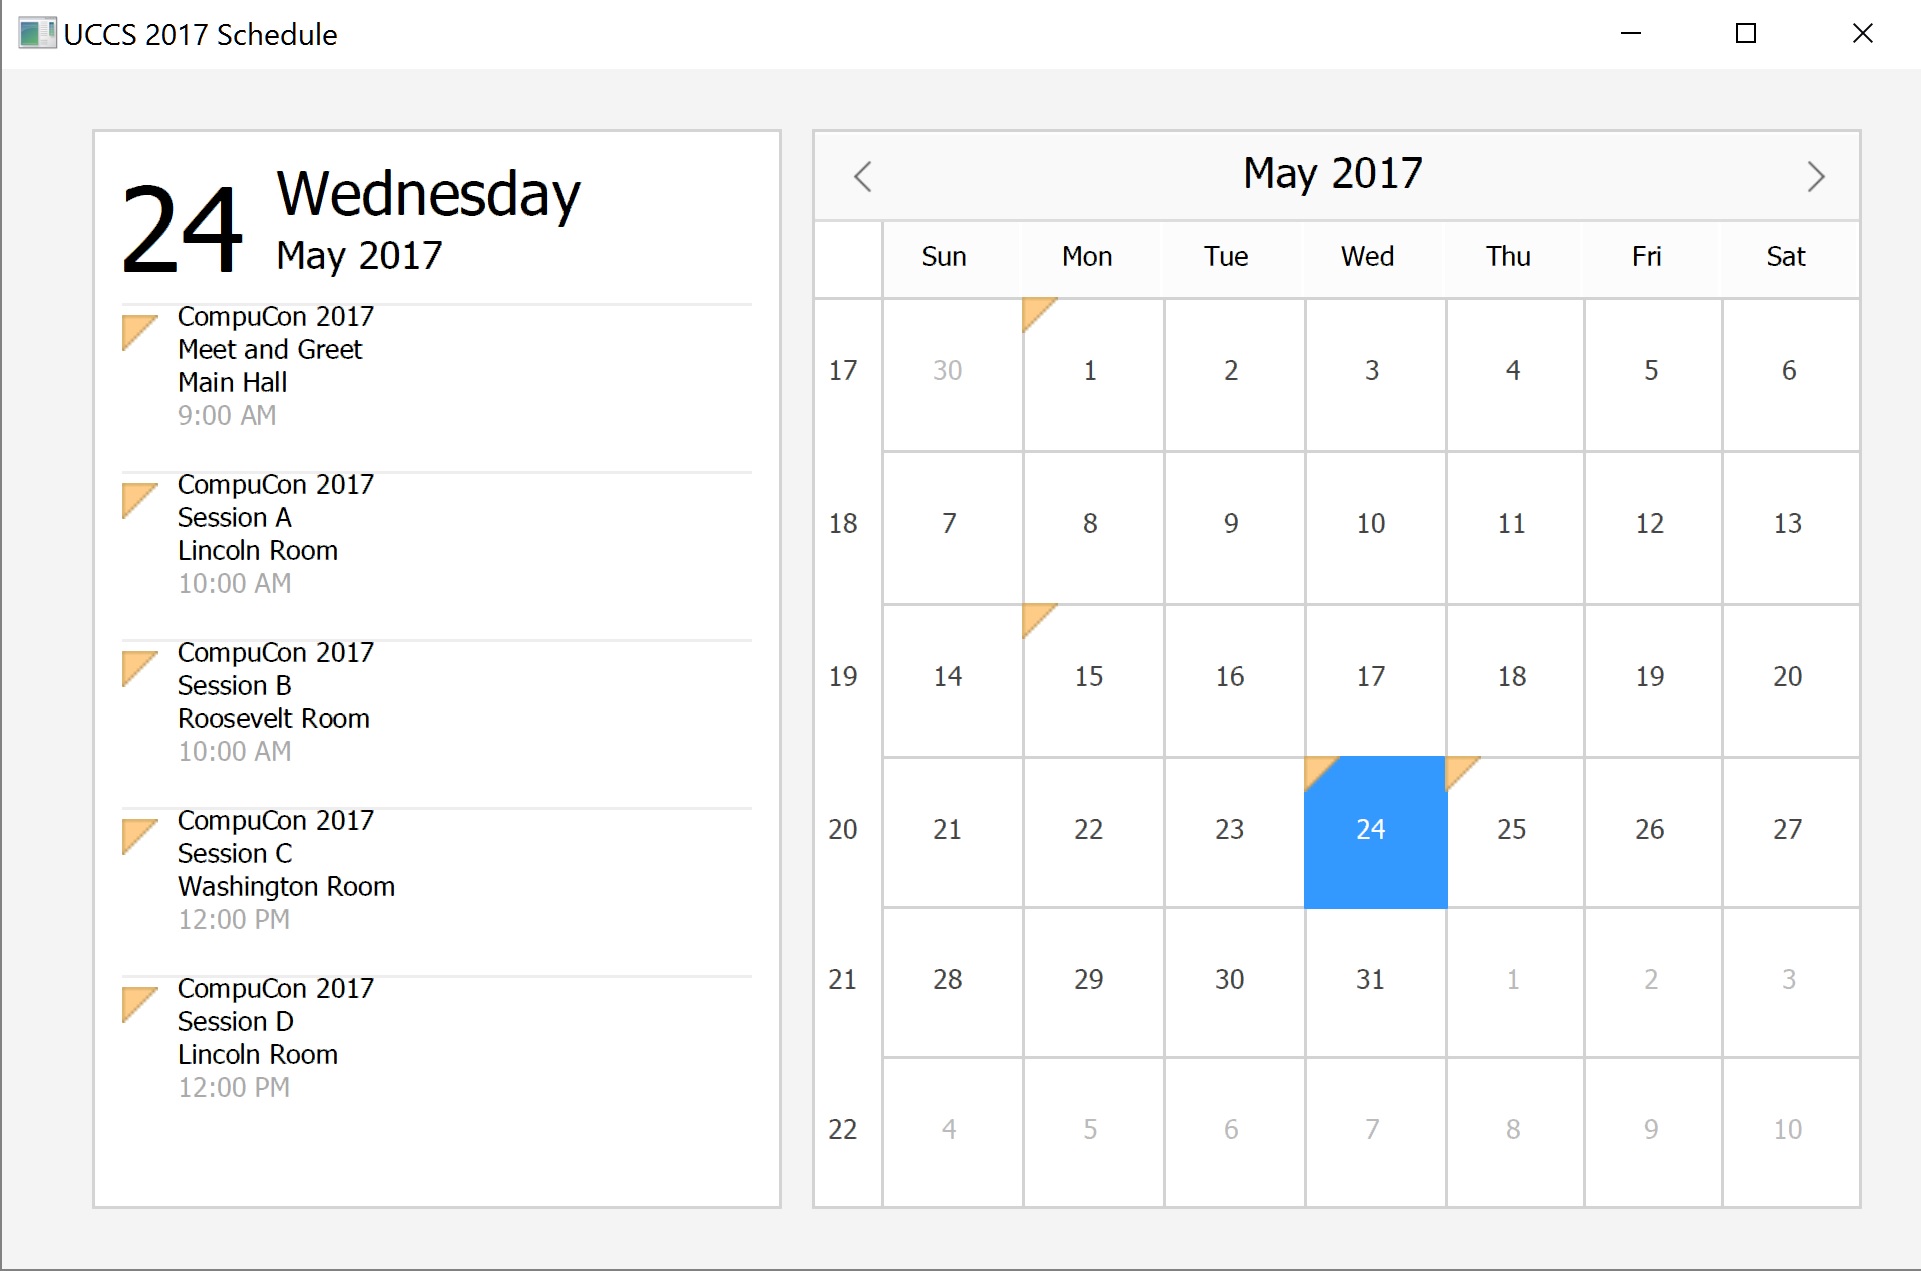 UCCS 2017 Schedule
24
Wednesday
May 2017
CompuCon 2017
Meet and Greet
Main Hall
9:00 AM
CompuCon 2017
Session A
Lincoln Room
10:00 AM
CompuCon 2017
Session B
Roosevelt Room
10:00 AM
CompuCon 2017
Session C
Washington Room
12:00 PM
CompuCon 2017
Session D
Lincoln Room
12:00 PM
May 2017
Sun Mon Tue Wed Thu Fri Sat
17 30 1 2 3 4 5 6
18 7 8 9 10 11 12 13
19 14 15 16 17 18 19 20
20 21 22 23 24 25 26 27
21 28 29 30 31 1 2 3
22 4 5 6 7 8 9 10